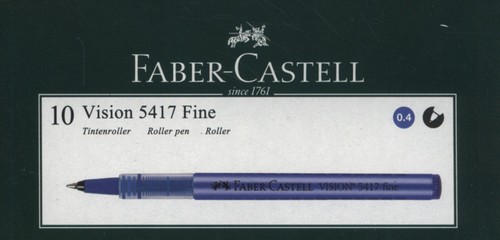 FABER-CASTELL
since 1761
10 Vision 5417 Fine
Tintenroller Roller pen . Roller
0.4
FABER CASTELL VISION® 5417 fine